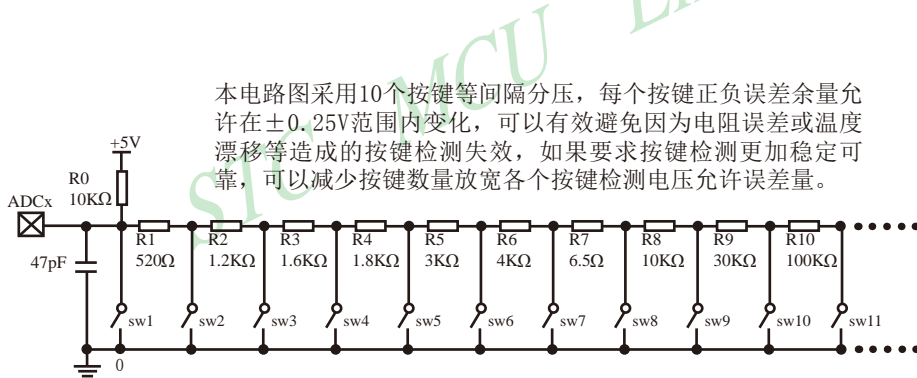 STC MCU
本电路图采用10个按键等间隔分压，每个按键正负误差余量允
许在±0.25V范围内变化，可以有效避免因为电阻误差或温度
漂移等造成的按键检测失效，如果要求按键检测更加稳定可
靠，可以减少按键数量放宽各个按键检测电压允许误差量。
+5V
R0
10KΩ
ADCx
R1 R2 R3 R4 R5 R6 R7 R8 R9 R10
47pF 520Ω 1.2KΩ 1.6KΩ 1.8KΩ 3KΩ 4KΩ 6.5Ω 10KΩ 30KΩ 100KΩ
sw1 sw2 sw3 sw4 sw5 sw6 sw7 sw8 sw9 sw10 sw11
0